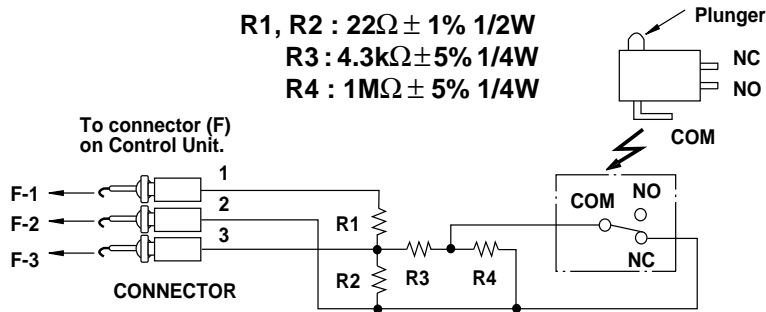 R1, R2 : 22Ω ± 1% 1/2W
R3 : 4.3kΩ ± 5% 1/4W
R4 : 1MΩ ± 5% 1/4W
Plunger
NC
NO
COM
To connector (F)
on Control Unit.
F-1
1
F-2
2
F-3
3
CONNECTOR
R1
R2
R3
R4
COM
NO
NC